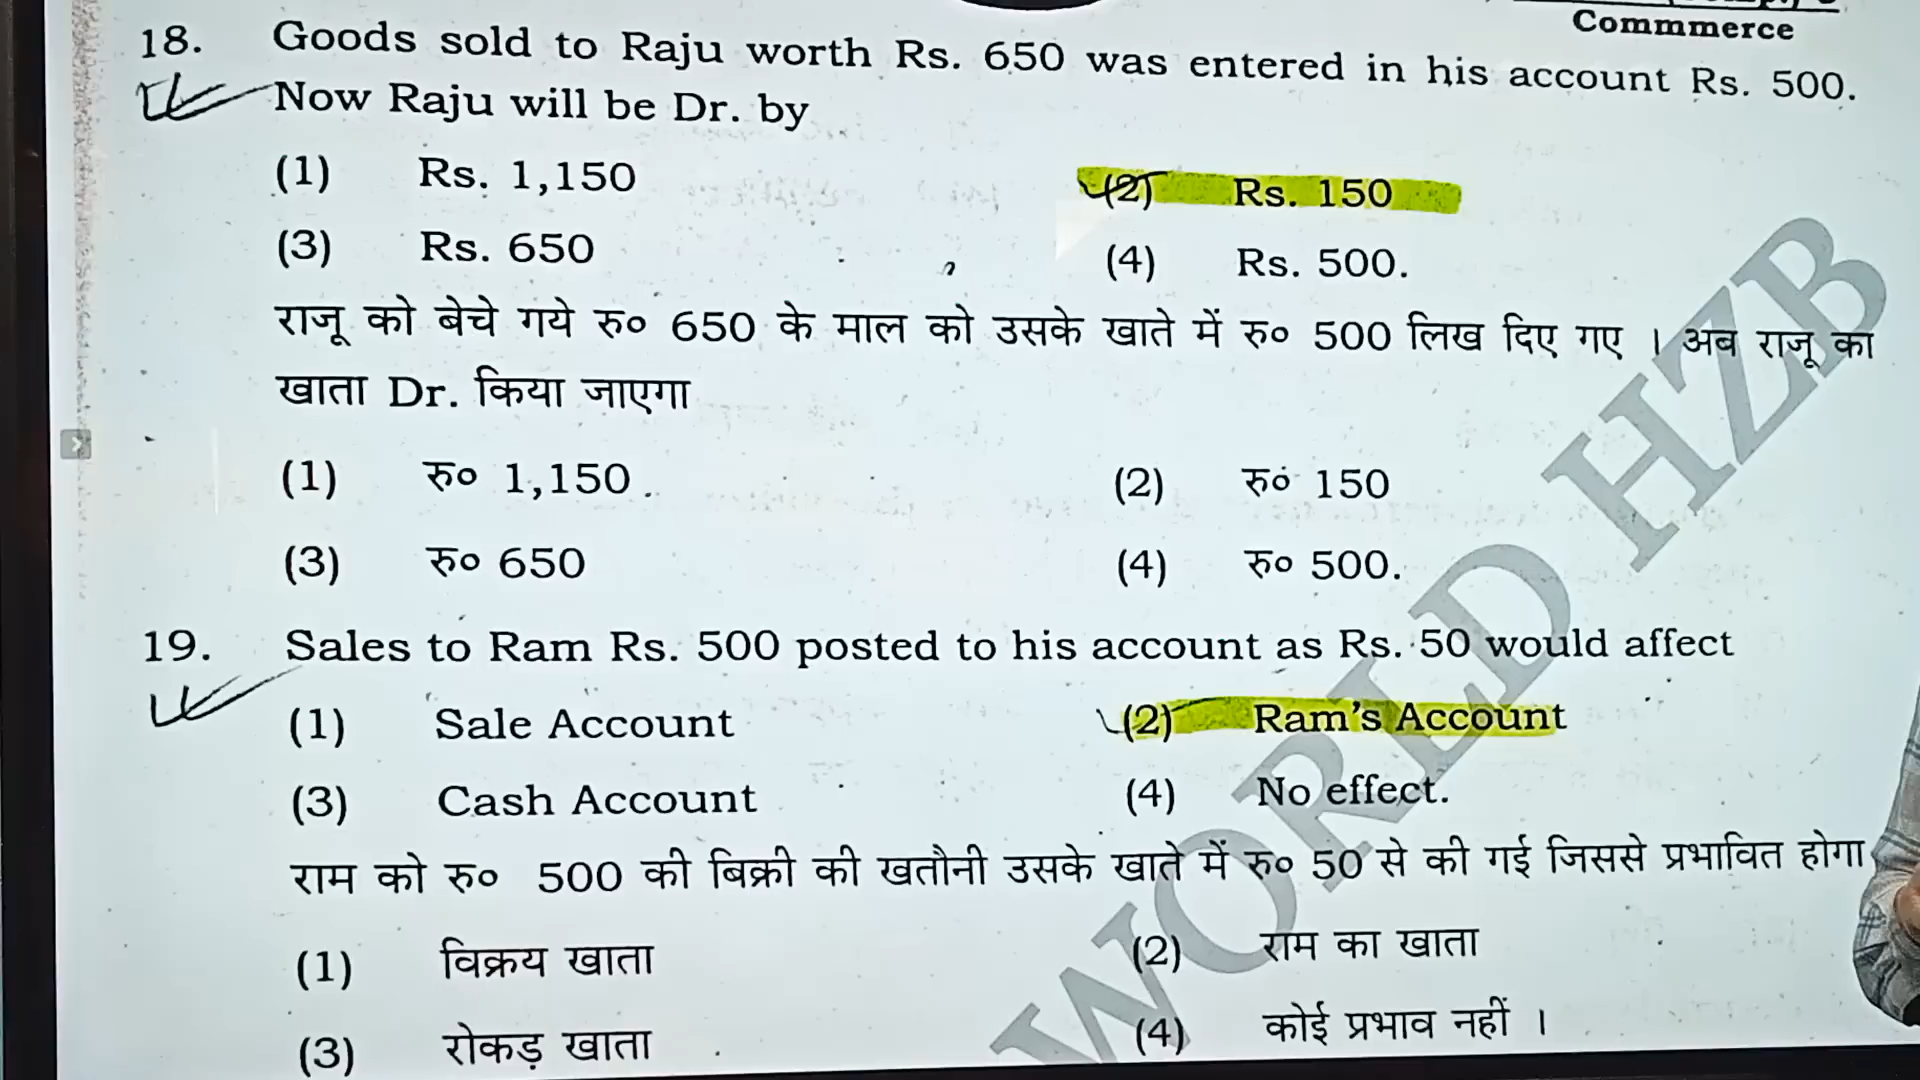 Commmerce
18. Goods sold to Raju worth Rs. 650 was entered in his account Rs. 500.
Now Raju will be Dr. by
(1) Rs. 1,150 (2) Rs. 150
(3) Rs. 650 (4) Rs. 500.
राजू को बेचे गये रु० 650 के माल को उसके खाते में रु० 500 लिख दिए गए । अब राजू का
खाता Dr. किया जाएगा
(1) रु० 1,150 (2) रु० 150
(3) रु० 650 (4) रु० 500.
19. Sales to Ram Rs. 500 posted to his account as Rs. 50 would affect
(1) Sale Account (2) Ram's Account
(3) Cash Account (4) No effect.
राम को रु० 500 की बिक्री की खतौनी उसके खाते में रु० 50 से की गई जिससे प्रभावित होगा
(1) विक्रय खाता (2) राम का खाता
(3) रोकड़ खाता (4) कोई प्रभाव नहीं ।
WORLD HZB